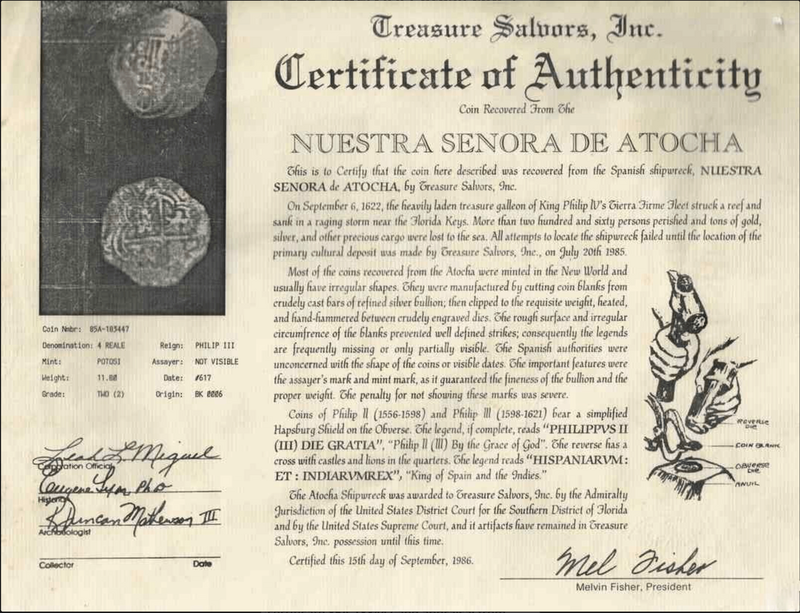 Treasure Salvors, Inc.
Certificate of Authenticity
Coin Recovered From The
NUESTRA SENORA DE ATOCHA
This is to Certify that the coin here described was recovered from the Spanish shipwreck, NUESTRA
SENORA de ATOCHA, by Treasure Salvors, Inc.
On September 6, 1622, the heavily laden treasure galleon of King Philip IV's Tierra Firme Fleet struck a reef and
sank in a raging storm near the Florida Keys. More than two hundred and sixty persons perished and tons of gold,
silver, and other precious cargo were lost to the sea. All attempts to locate the shipwreck failed until the location of the
primary cultural deposit was made by Treasure Salvors, Inc., on July 20th 1985.
Most of the coins recovered from the Atocha were minted in the New World and
usually have irregular shapes. They were manufactured by cutting coin blanks from
crudely cast bars of refined silver bullion; then clipped to the requisite weight, heated,
and hand-hammered between crudely engraved dies. The rough surface and irregular
circumfrence of the blanks prevented well defined strikes; consequently the legends
are frequently missing or only partially visible. The Spanish authorities were
unconcerned with the shape of the coins or visible dates. The important features were
the assayer's mark and mint mark, as it guaranteed the fineness of the bullion and the
proper weight. The penalty for not showing these marks was severe.
Coins of Philip II (1556-1598) and Philip III (1598-1621) bear a simplified
Hapsburg Shield on the Obverse. The legend, if complete, reads "PHILIPPVS II
(III) DIE GRATIA", "Philip II (III) By the Grace of God". The reverse has a
cross with castles and lions in the quarters. The legend reads "HISPANIARVM :
ET : INDIARVMREX", "King of Spain and the Indies."
The Atocha Shipwreck was awarded to Treasure Salvors, Inc. by the Admiralty
Jurisdiction of the United States District Court for the Southern District of Florida
and by the United States Supreme Court, and it artifacts have remained in Treasure
Salvors, Inc. possession until this time.
Certified this 15th day of September, 1986.
Mel Fisher
Melvin Fisher, President
REVERSE
DIE
COIN BLANK
OBVERSE
DIE
ANVIL
Coin Nmbr: 85A-103447
Denomination: 4 REALE Reign: PHILIP III
Mint: POTOSI Assayer: NOT VISIBLE
Weight: 11.80 Date: #617
Grade: TWO (2) Origin: BK 0006
Leah L Miguel
Corporation Official
Eugene Lyon PhD
Historian
R Duncan Mathewson III
Archaeologist
Collector Date